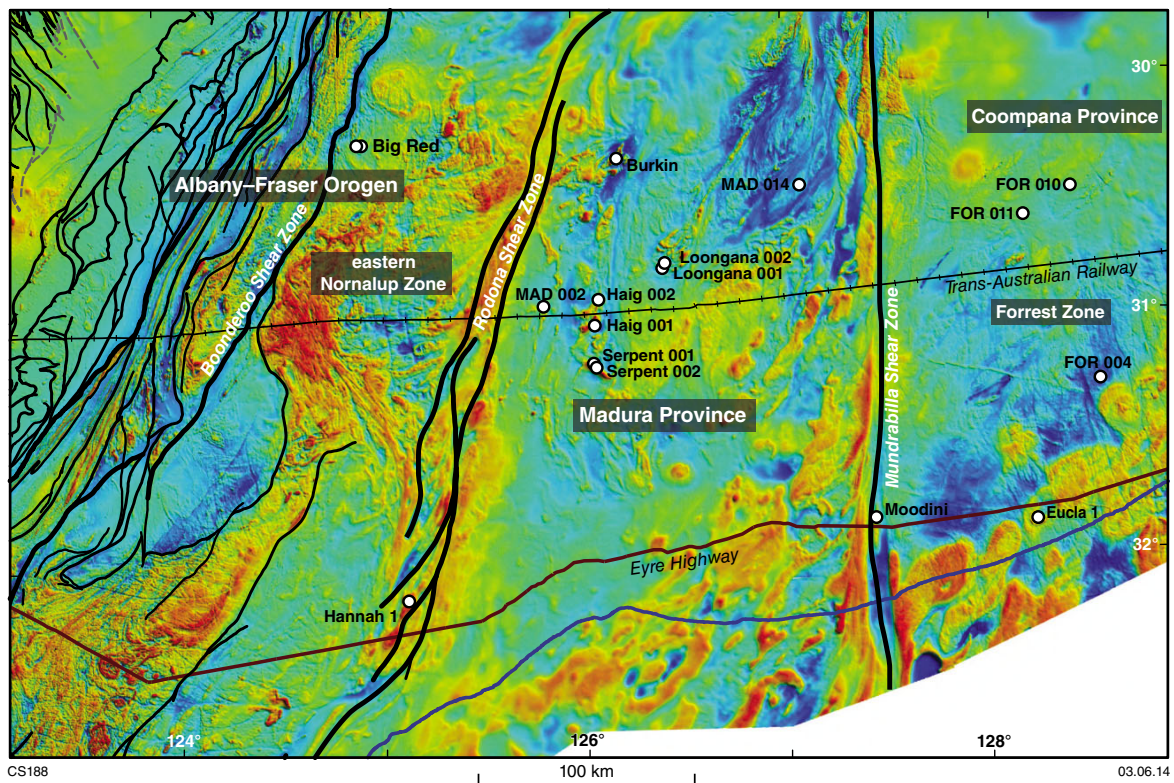 30°
Coompana Province
Big Red
Burkin
Albany–Fraser Orogen
MAD 014
FOR 010
FOR 011
Boonderoo Shear Zone
Rodona Shear Zone
eastern
Nornalup Zone
Loongana 002
Loongana 001
Trans-Australian Railway
MAD 002
Haig 002
Haig 001
31°
Forrest Zone
Mundrabilla Shear Zone
Serpent 001
Serpent 002
FOR 004
Madura Province
Moodini
Eucla 1
32°
Eyre Highway
Hannah 1
124°
126°
128°
CS188
100 km
03.06.14